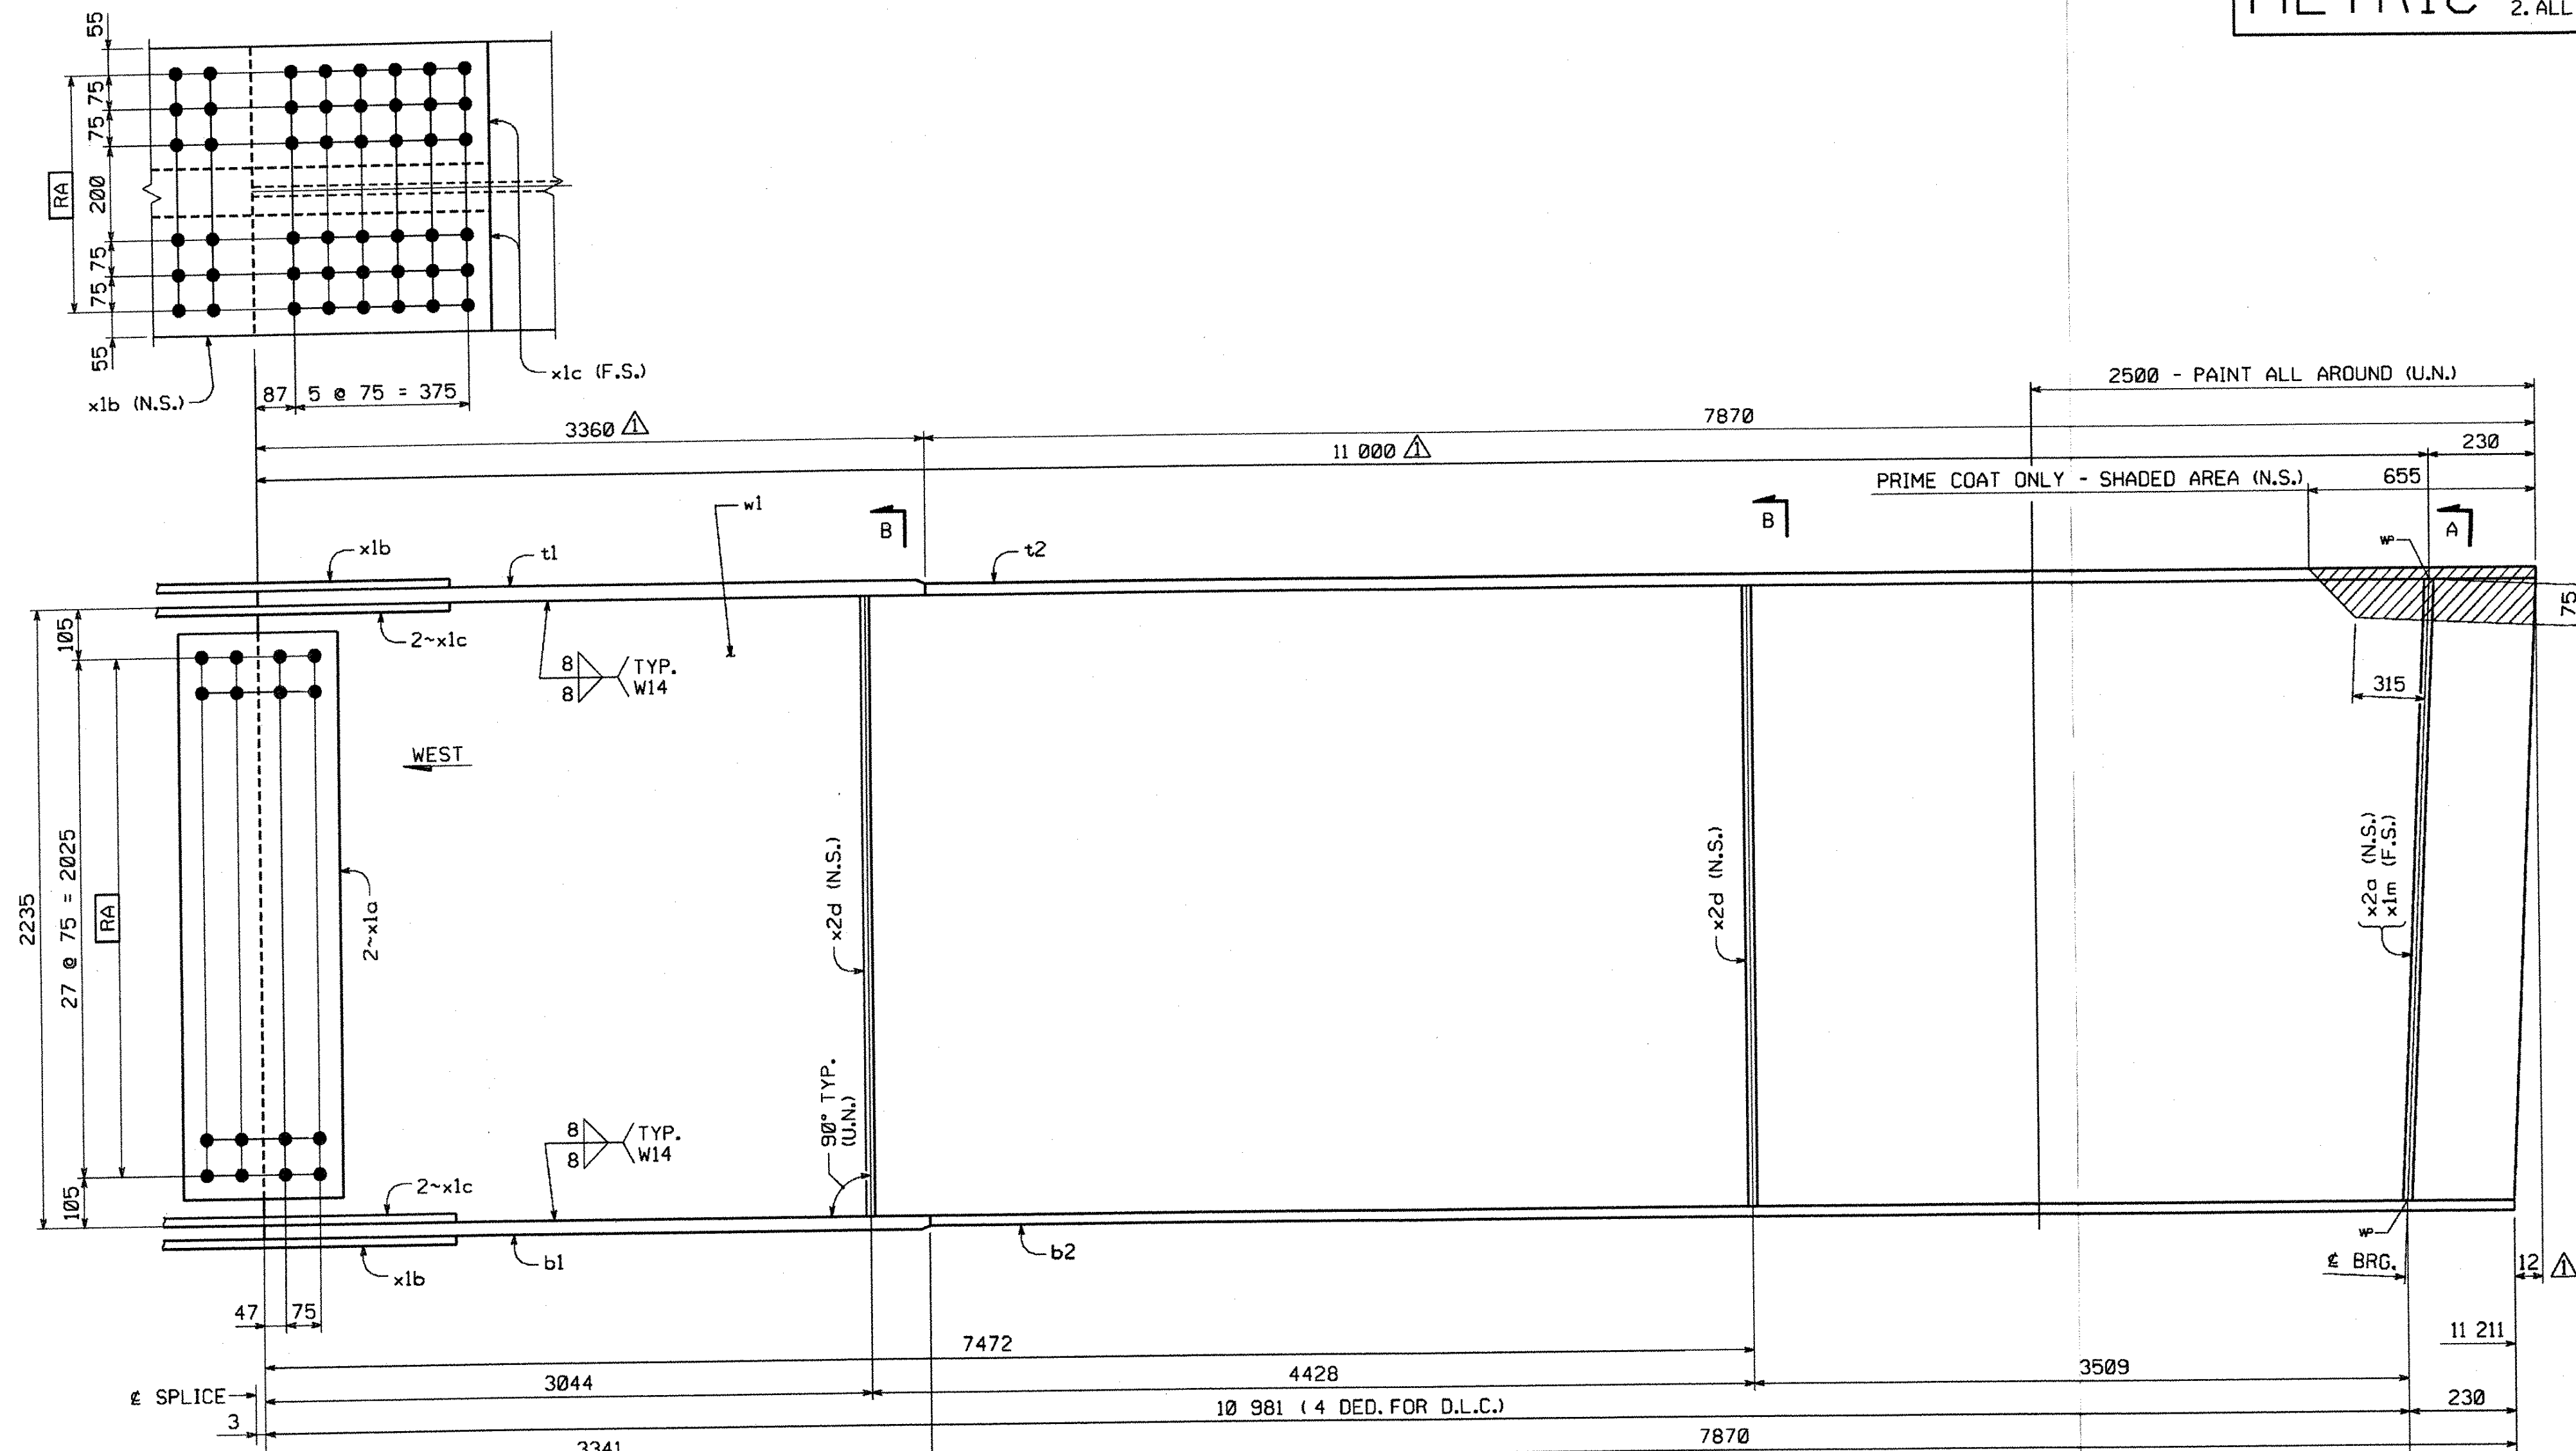 METRIC
2. ALL
55
75
75
200
75
75
55
RA
x1b (N.S.)
x1c (F.S.)
87
5 @ 75 = 375
2500 - PAINT ALL AROUND (U.N.)
3360 1
7870
11 000 1
230
PRIME COAT ONLY - SHADED AREA (N.S.)
655
w1
B
B
A
WP
x1b
t1
t2
75
105
2~x1c
8
8
TYP.
W14
315
WEST
2235
27 @ 75 = 2025
RA
2~x1a
x2d (N.S.)
x2d (N.S.)
x2a (N.S.)
x1m (F.S.)
90° TYP.
(U.N.)
8
8
TYP.
W14
105
2~x1c
x1b
b1
b2
WP
℄ BRG.
12 1
47
75
7472
11 211
3044
4428
3509
℄ SPLICE
10 981 ( 4 DED. FOR D.L.C.)
230
3
3341
7870